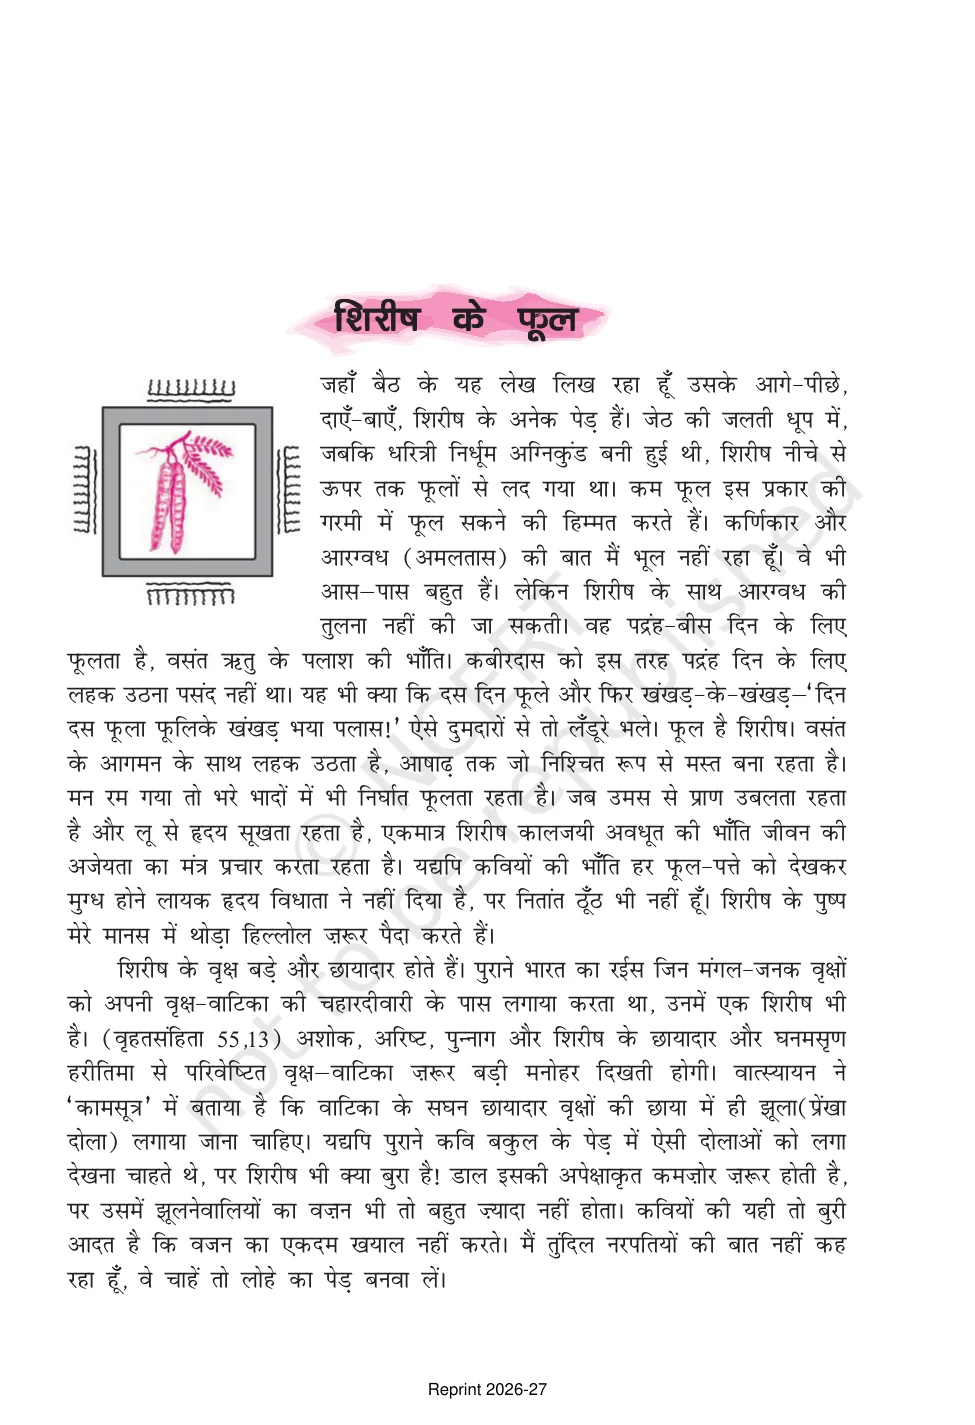 शिरीष के फूल
जहाँ बैठ के यह लेख लिख रहा हूँ उसके आगे-पीछे,
दाएँ-बाएँ, शिरीष के अनेक पेड़ हैं। जेठ की जलती धूप में,
जबकि धरित्री निर्धूम अग्निकुंड बनी हुई थी, शिरीष नीचे से
ऊपर तक फूलों से लद गया था। कम फूल इस प्रकार की
गरमी में फूल सकने की हिम्मत करते हैं। कर्णिकार और
आरग्वध (अमलतास) की बात मैं भूल नहीं रहा हूँ। वे भी
आस–पास बहुत हैं। लेकिन शिरीष के साथ आरग्वध की
तुलना नहीं की जा सकती। वह पद्रंह-बीस दिन के लिए
फूलता है, वसंत ऋतु के पलाश की भाँति। कबीरदास को इस तरह पद्रंह दिन के लिए
लहक उठना पसंद नहीं था। यह भी क्या कि दस दिन फूले और फिर खंखड़-के-खंखड़–‘दिन
दस फूला फूलिके खंखड़ भया पलास!’ ऐसे दुमदारों से तो लँडूरे भले। फूल है शिरीष। वसंत
के आगमन के साथ लहक उठता है, आषाढ़ तक जो निश्चित रूप से मस्त बना रहता है।
मन रम गया तो भरे भादों में भी निर्घात फूलता रहता है। जब उमस से प्राण उबलता रहता
है और लू से हृदय सूखता रहता है, एकमात्र शिरीष कालजयी अवधूत की भाँति जीवन की
अजेयता का मंत्र प्रचार करता रहता है। यद्यपि कवियों की भाँति हर फूल-पत्ते को देखकर
मुग्ध होने लायक हृदय विधाता ने नहीं दिया है, पर नितांत ठूँठ भी नहीं हूँ। शिरीष के पुष्प
मेरे मानस में थोड़ा हिल्लोल ज़रूर पैदा करते हैं।
शिरीष के वृक्ष बड़े और छायादार होते हैं। पुराने भारत का रईस जिन मंगल-जनक वृक्षों
को अपनी वृक्ष-वाटिका की चहारदीवारी के पास लगाया करता था, उनमें एक शिरीष भी
है। (वृहतसंहिता 55,13) अशोक, अरिष्ट, पुन्नाग और शिरीष के छायादार और घनमसृण
हरीतिमा से परिवेष्टित वृक्ष–वाटिका ज़रूर बड़ी मनोहर दिखती होगी। वात्स्यायन ने
‘कामसूत्र’ में बताया है कि वाटिका के सघन छायादार वृक्षों की छाया में ही झूला(प्रेंखा
दोला) लगाया जाना चाहिए। यद्यपि पुराने कवि बकुल के पेड़ में ऐसी दोलाओं को लगा
देखना चाहते थे, पर शिरीष भी क्या बुरा है! डाल इसकी अपेक्षाकृत कमज़ोर ज़रूर होती है,
पर उसमें झूलनेवालियों का वज़न भी तो बहुत ज़्यादा नहीं होता। कवियों की यही तो बुरी
आदत है कि वजन का एकदम खयाल नहीं करते। मैं तुंदिल नरपतियों की बात नहीं कह
रहा हूँ, वे चाहें तो लोहे का पेड़ बनवा लें।
© NCERT
not to be republished
Reprint 2026-27